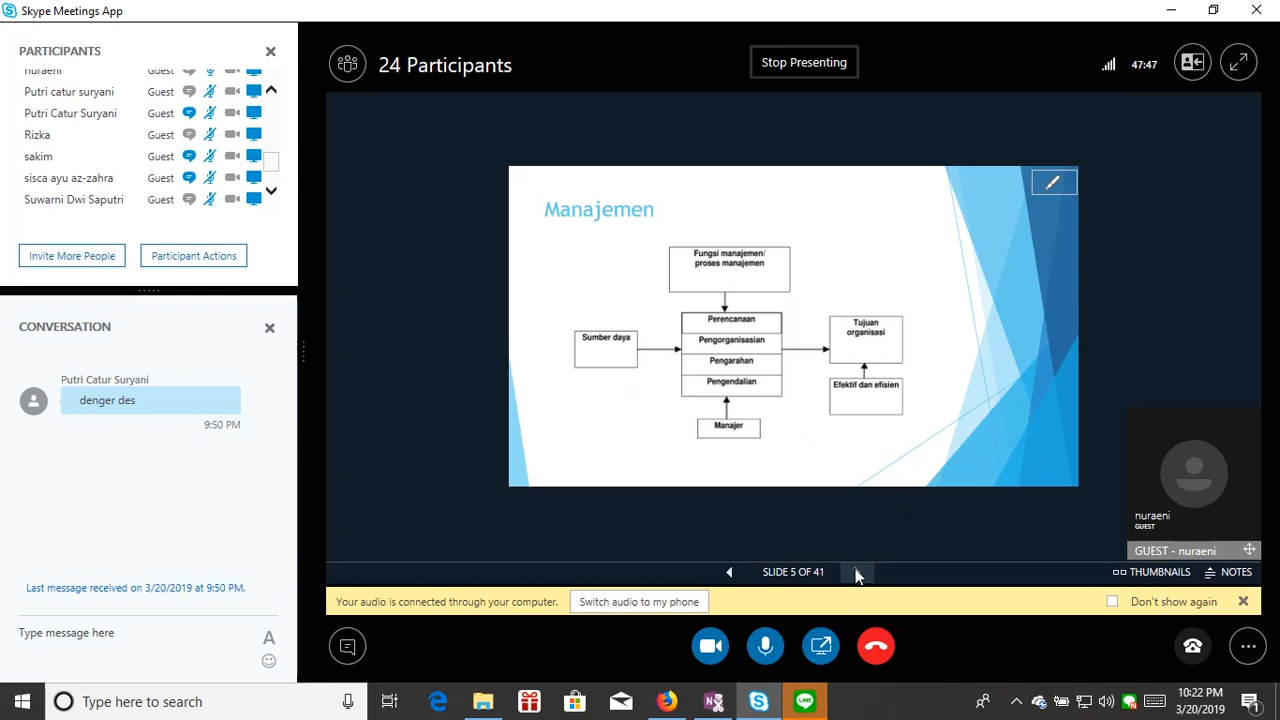 Skype Meetings App
PARTICIPANTS
nuraeni Guest
Putri catur suryani Guest
Putri Catur Suryani Guest
Rizka Guest
sakim Guest
sisca ayu az-zahra Guest
Suwarni Dwi Saputri Guest
Invite More People
Participant Actions
CONVERSATION
Putri Catur Suryani
denger des
9:50 PM
Last message received on 3/20/2019 at 9:50 PM.
Type message here
A
24 Participants
Stop Presenting
47:47
Manajemen
Fungsi manajemen/
proses manajemen
Sumber daya
Perencanaan
Pengorganisasian
Pengarahan
Pengendalian
Manajer
Tujuan
organisasi
Efektif dan efisien
nuraeni
GUEST
GUEST - nuraeni
SLIDE 5 OF 41
THUMBNAILS
NOTES
Your audio is connected through your computer.
Switch audio to my phone
Don't show again
Type here to search
10:22 PM
3/20/2019
1